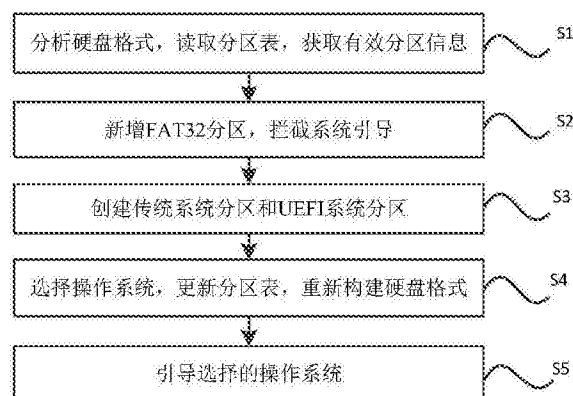 分析硬盘格式，读取分区表，获取有效分区信息
S1
新增FAT32分区，拦截系统引导
S2
创建传统系统分区和UEFI系统分区
S3
选择操作系统，更新分区表，重新构建硬盘格式
S4
引导选择的操作系统
S5